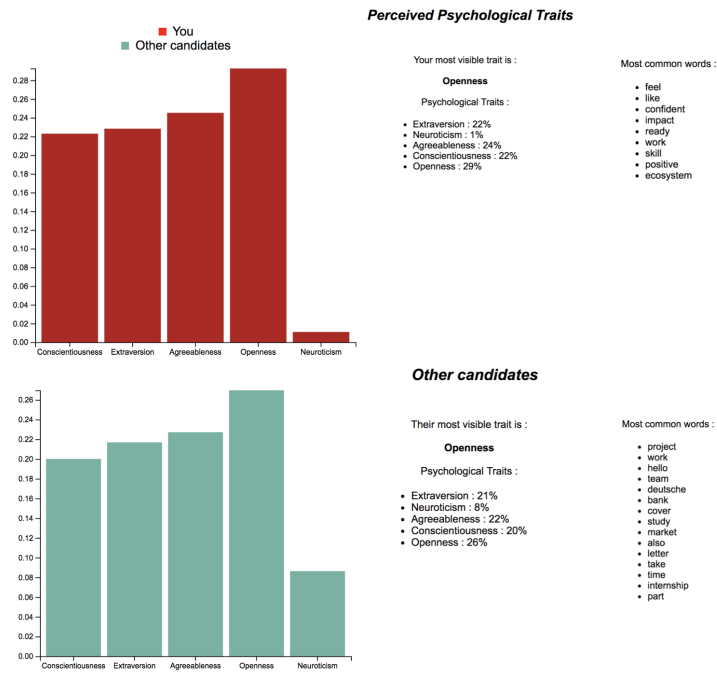 Perceived Psychological Traits
You
Other candidates
0.28
0.26
0.24
0.22
0.20
0.18
0.16
0.14
0.12
0.10
0.08
0.06
0.04
0.02
0.00
Conscientiousness Extraversion Agreeableness Openness Neuroticism
Your most visible trait is :
Openness
Psychological Traits :
• Extraversion : 22%
• Neuroticism : 1%
• Agreeableness : 24%
• Conscientiousness : 22%
• Openness : 29%
Most common words :
• feel
• like
• confident
• impact
• ready
• work
• skill
• positive
• ecosystem
Other candidates
0.26
0.24
0.22
0.20
0.18
0.16
0.14
0.12
0.10
0.08
0.06
0.04
0.02
0.00
Conscientiousness Extraversion Agreeableness Openness Neuroticism
Their most visible trait is :
Openness
Psychological Traits :
• Extraversion : 21%
• Neuroticism : 8%
• Agreeableness : 22%
• Conscientiousness : 20%
• Openness : 26%
Most common words :
• project
• work
• hello
• team
• deutsche
• bank
• cover
• study
• market
• also
• letter
• take
• time
• internship
• part